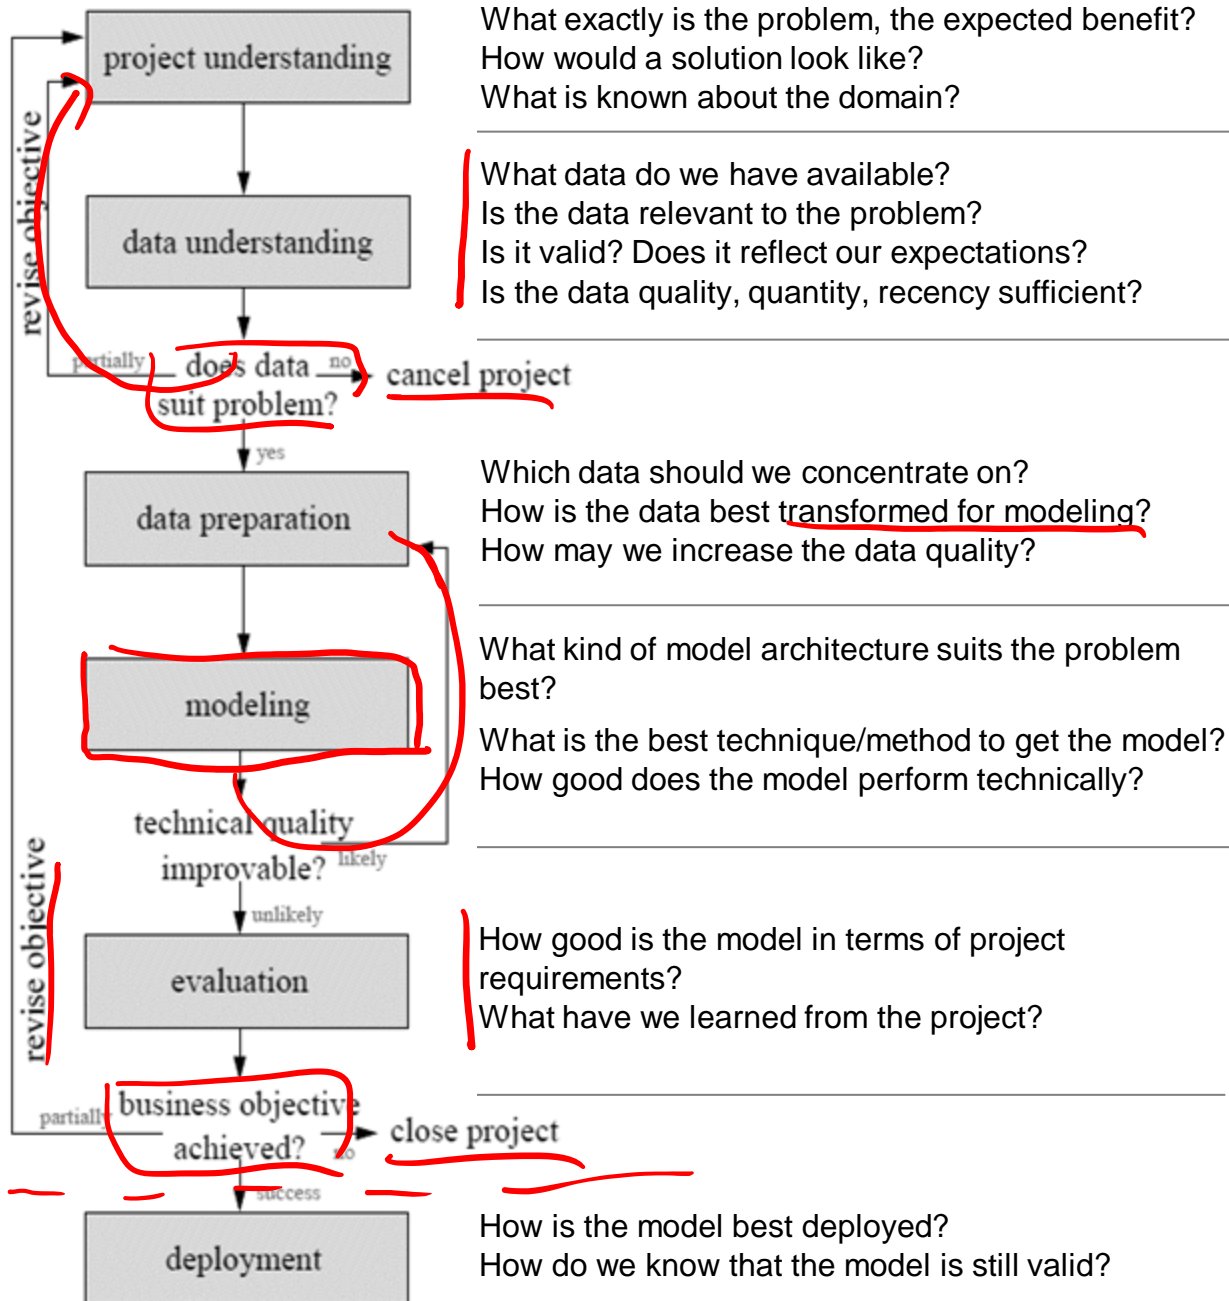 What exactly is the problem, the expected benefit?
project understanding
How would a solution look like?
What is known about the domain?
revise objective
What data do we have available?
Is the data relevant to the problem?
data understanding
Is it valid? Does it reflect our expectations?
Is the data quality, quantity, recency sufficient?
partially
does data
no
cancel project
suit problem?
yes
Which data should we concentrate on?
data preparation
How is the data best transformed for modeling?
How may we increase the data quality?
What kind of model architecture suits the problem
best?
modeling
What is the best technique/method to get the model?
How good does the model perform technically?
technical quality
improvable?
likely
unlikely
revise objective
How good is the model in terms of project
requirements?
evaluation
What have we learned from the project?
partially
business objective
achieved?
no
close project
success
How is the model best deployed?
deployment
How do we know that the model is still valid?